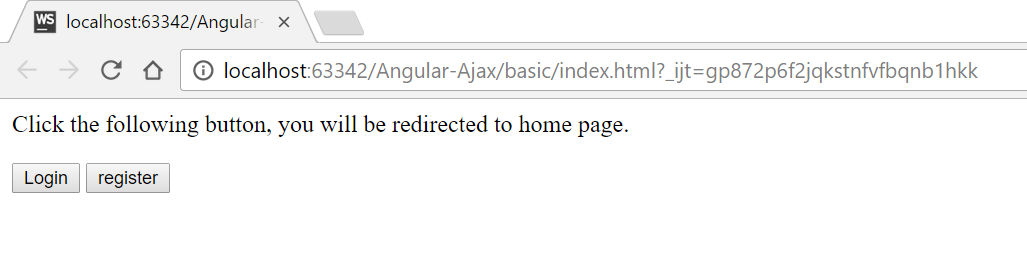 WS localhost:63342/Angular-
localhost:63342/Angular-Ajax/basic/index.html?_ijt=gp872p6f2jqkstnfvfbqnb1hkk
Click the following button, you will be redirected to home page.
Login register